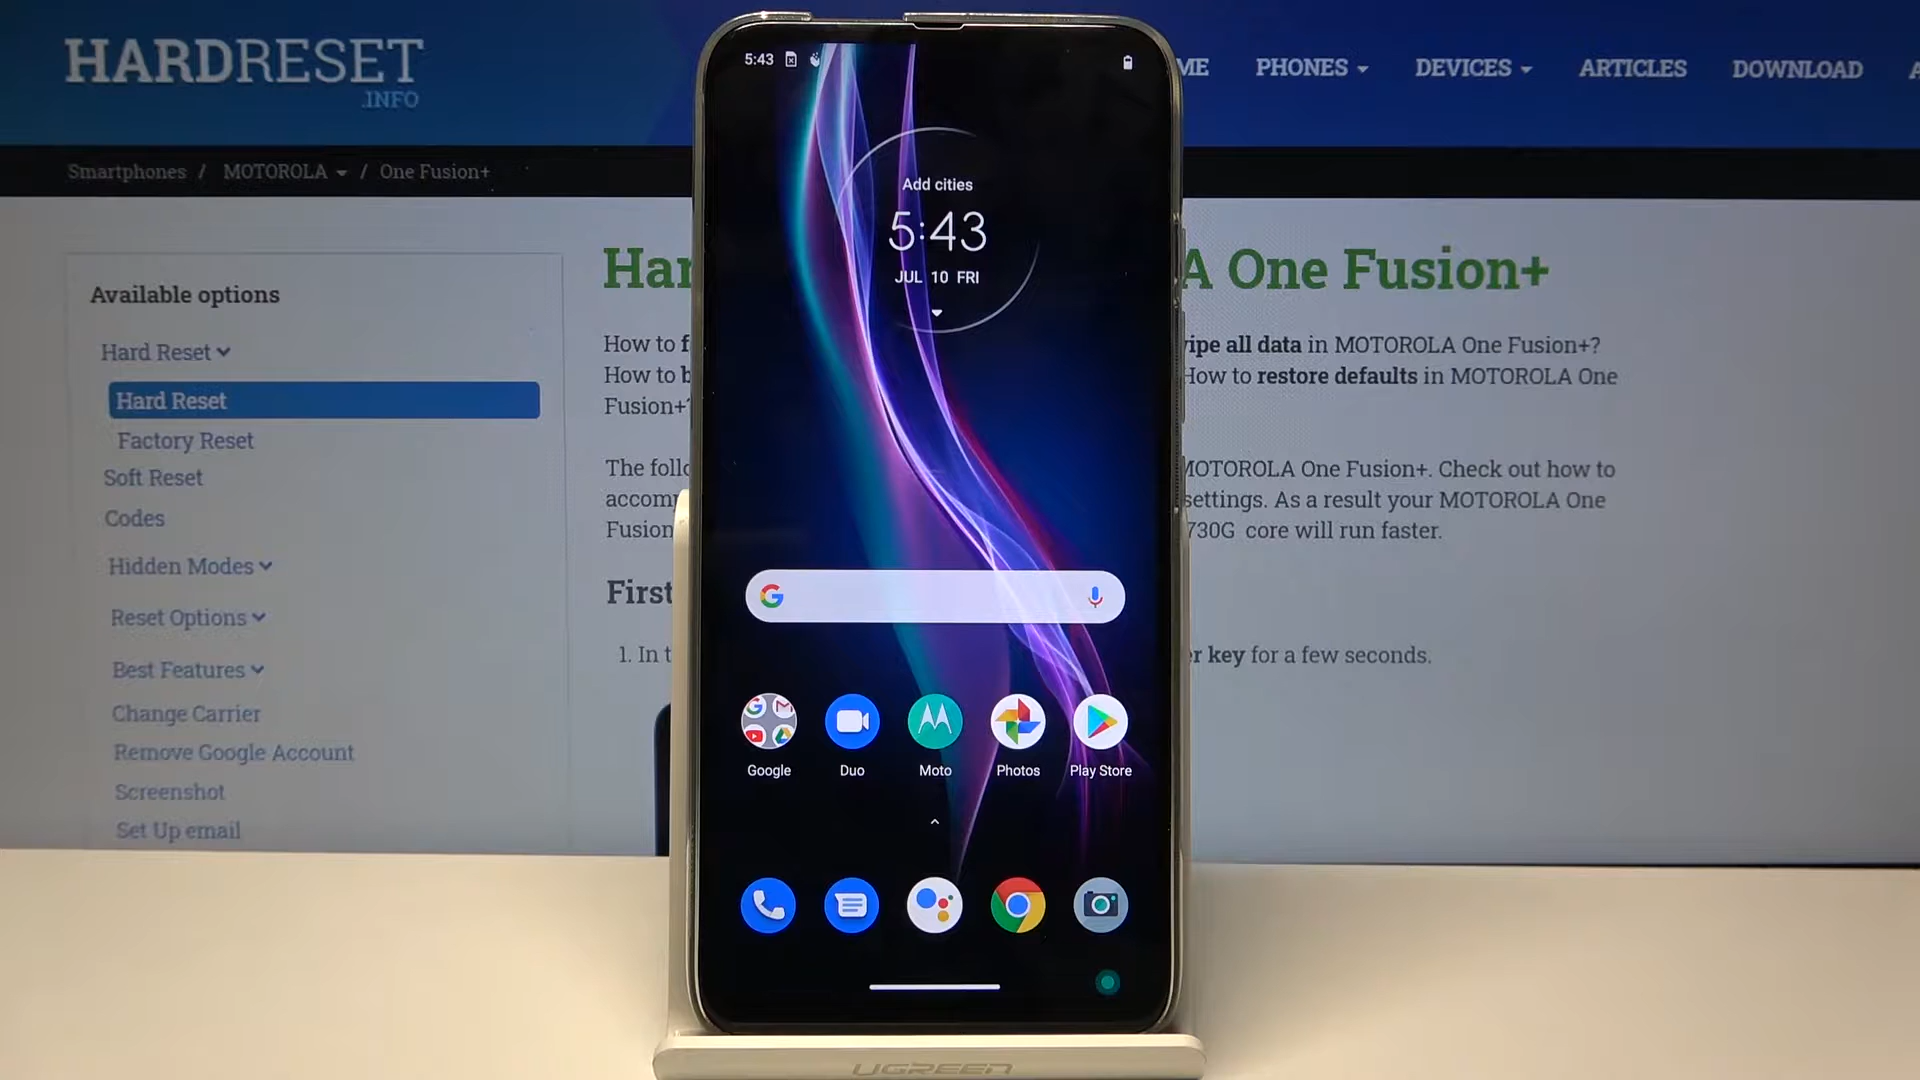 HARDRESET
.INFO
ME PHONES DEVICES ARTICLES DOWNLOAD A
Smartphones / MOTOROLA / One Fusion+
Available options
Hard Reset
Hard Reset
Factory Reset
Soft Reset
Codes
Hidden Modes
Reset Options
Best Features
Change Carrier
Remove Google Account
Screenshot
Set Up email
Har A One Fusion+
How to f wipe all data in MOTOROLA One Fusion+?
How to b How to restore defaults in MOTOROLA One
Fusion+?
The follo MOTOROLA One Fusion+. Check out how to
accom settings. As a result your MOTOROLA One
Fusion 730G core will run faster.
First
1. In t r key for a few seconds.
5:43
Add cities
5:43
JUL 10 FRI
Google Duo Moto Photos Play Store
UGREEN